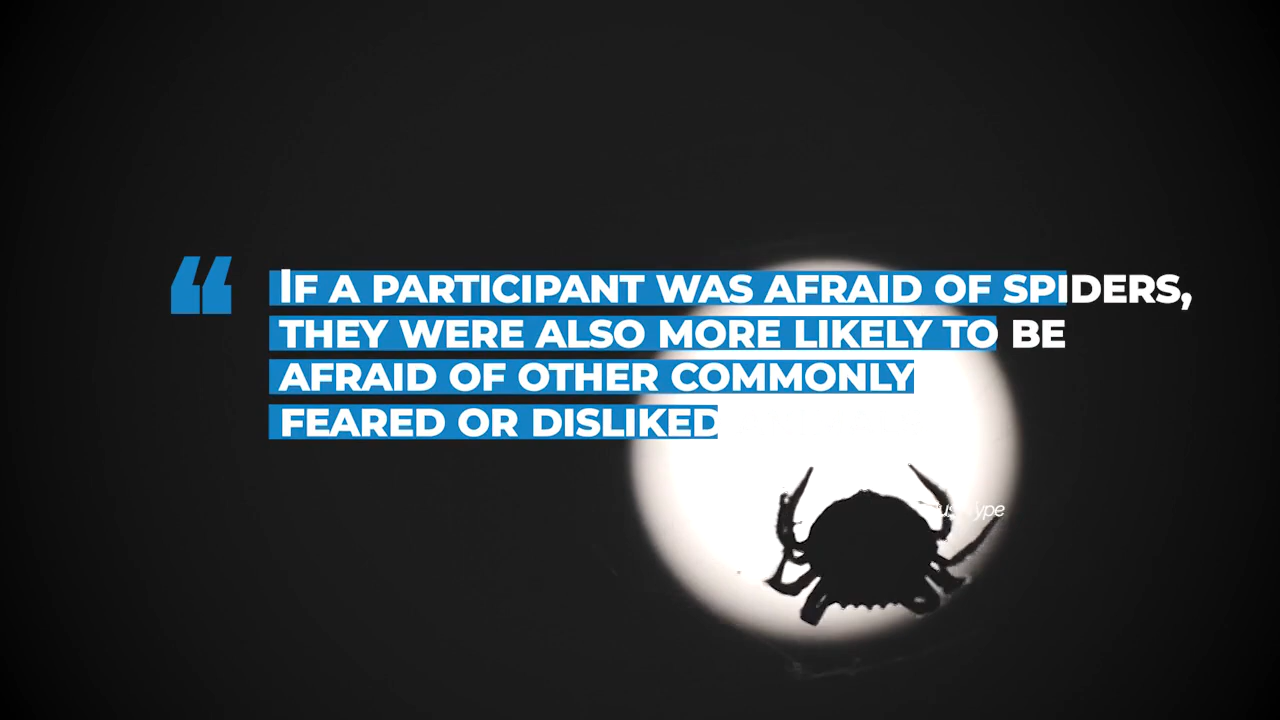 “
IF A PARTICIPANT WAS AFRAID OF SPIDERS,
THEY WERE ALSO MORE LIKELY TO BE
AFRAID OF OTHER COMMONLY
FEARED OR DISLIKED